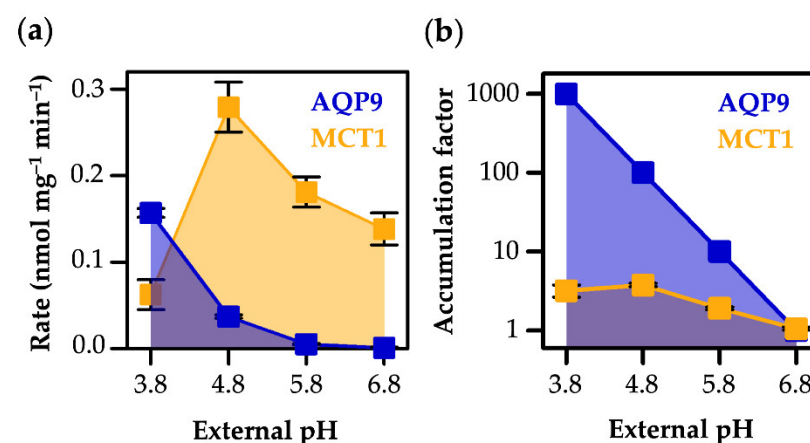 (a)
Rate (nmol mg⁻¹ min⁻¹)
0.3
0.2
0.1
0.0
AQP9
MCT1
3.8 4.8 5.8 6.8
External pH
(b)
Accumulation factor
1000
100
10
1
AQP9
MCT1
3.8 4.8 5.8 6.8
External pH